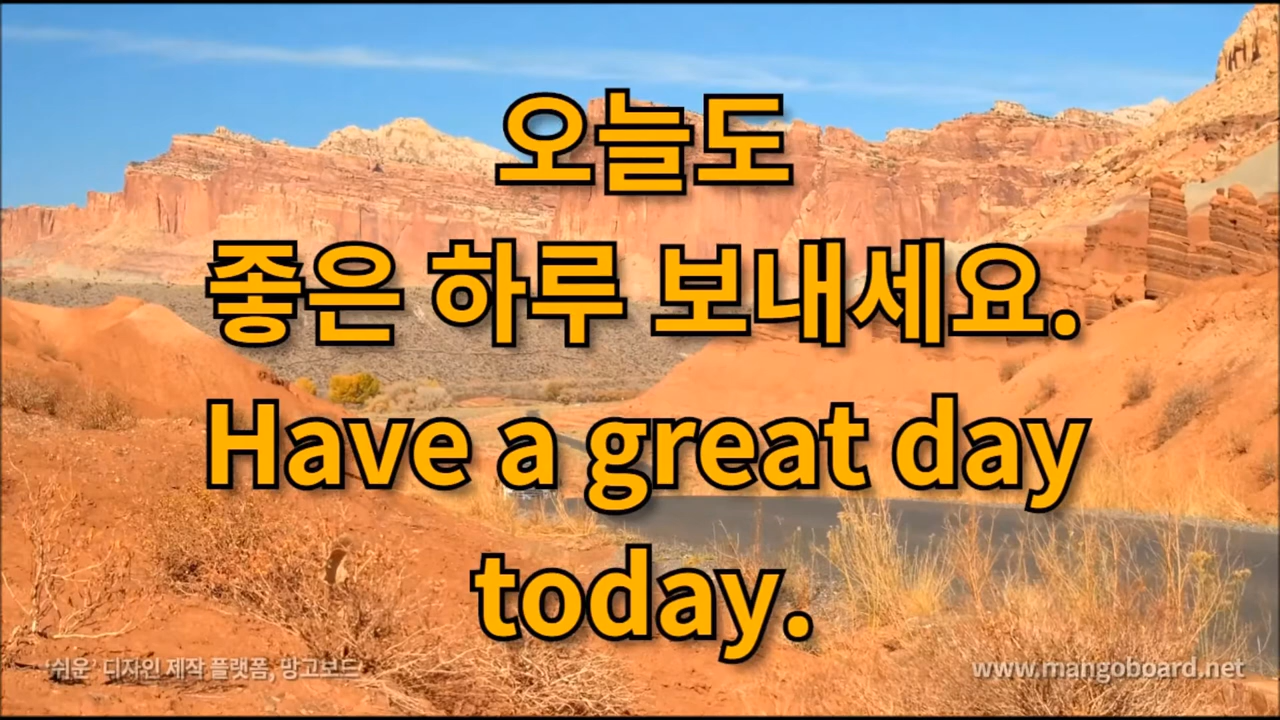 오늘도
좋은 하루 보내세요.
Have a great day
today.
'쉬운' 디자인 제작 플랫폼, 망고보드
www.mangoboard.net